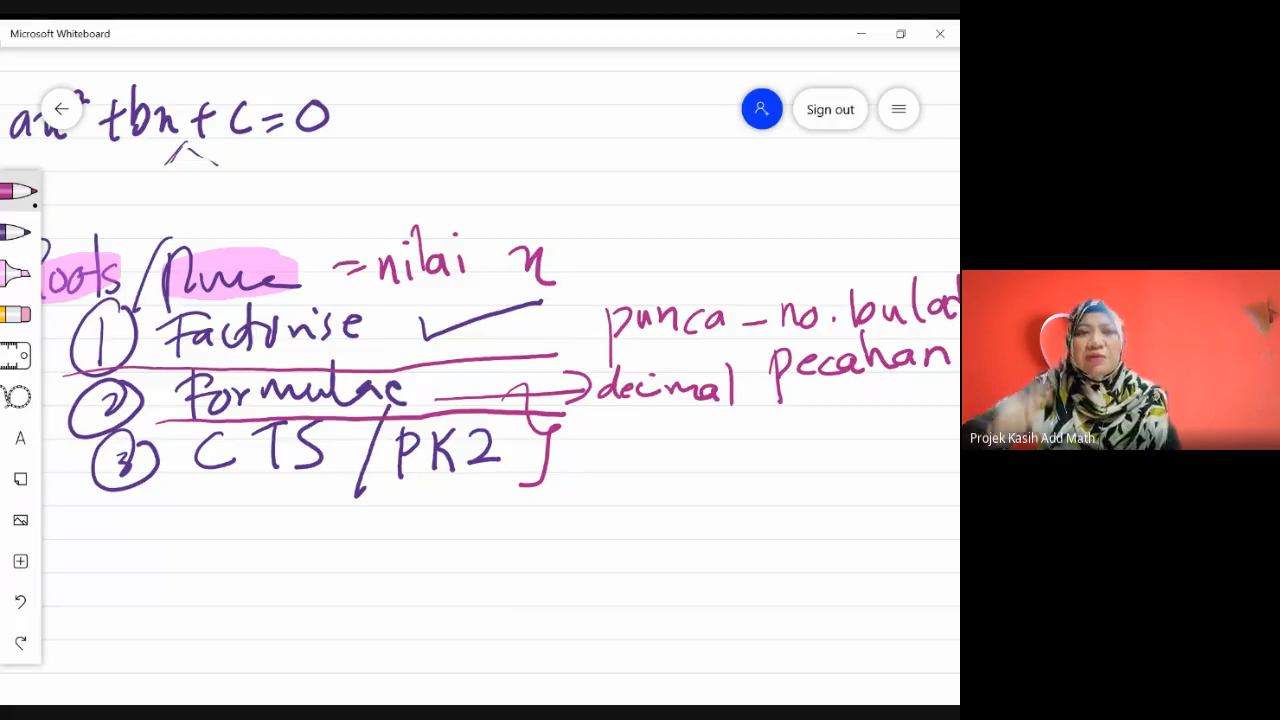 Microsoft Whiteboard
ax² + bx + c = 0
Sign out
Roots / Punca = nilai x
① Factorise ✓
punca - no. bulat
pecahan
② Formulae → decimal
③ CTS / PK2
A
Projek Kasih Add Math